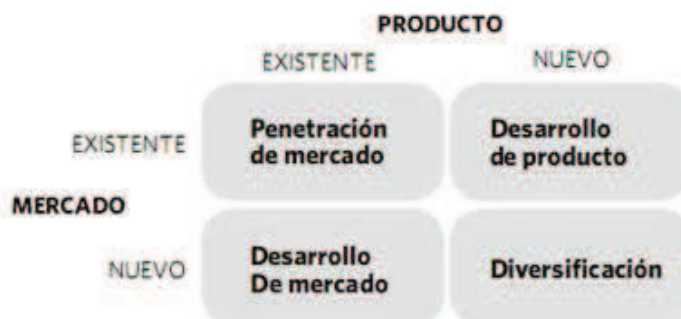 PRODUCTO
EXISTENTE NUEVO
EXISTENTE
Penetración
de mercado
Desarrollo
de producto
MERCADO
NUEVO
Desarrollo
De mercado
Diversificación